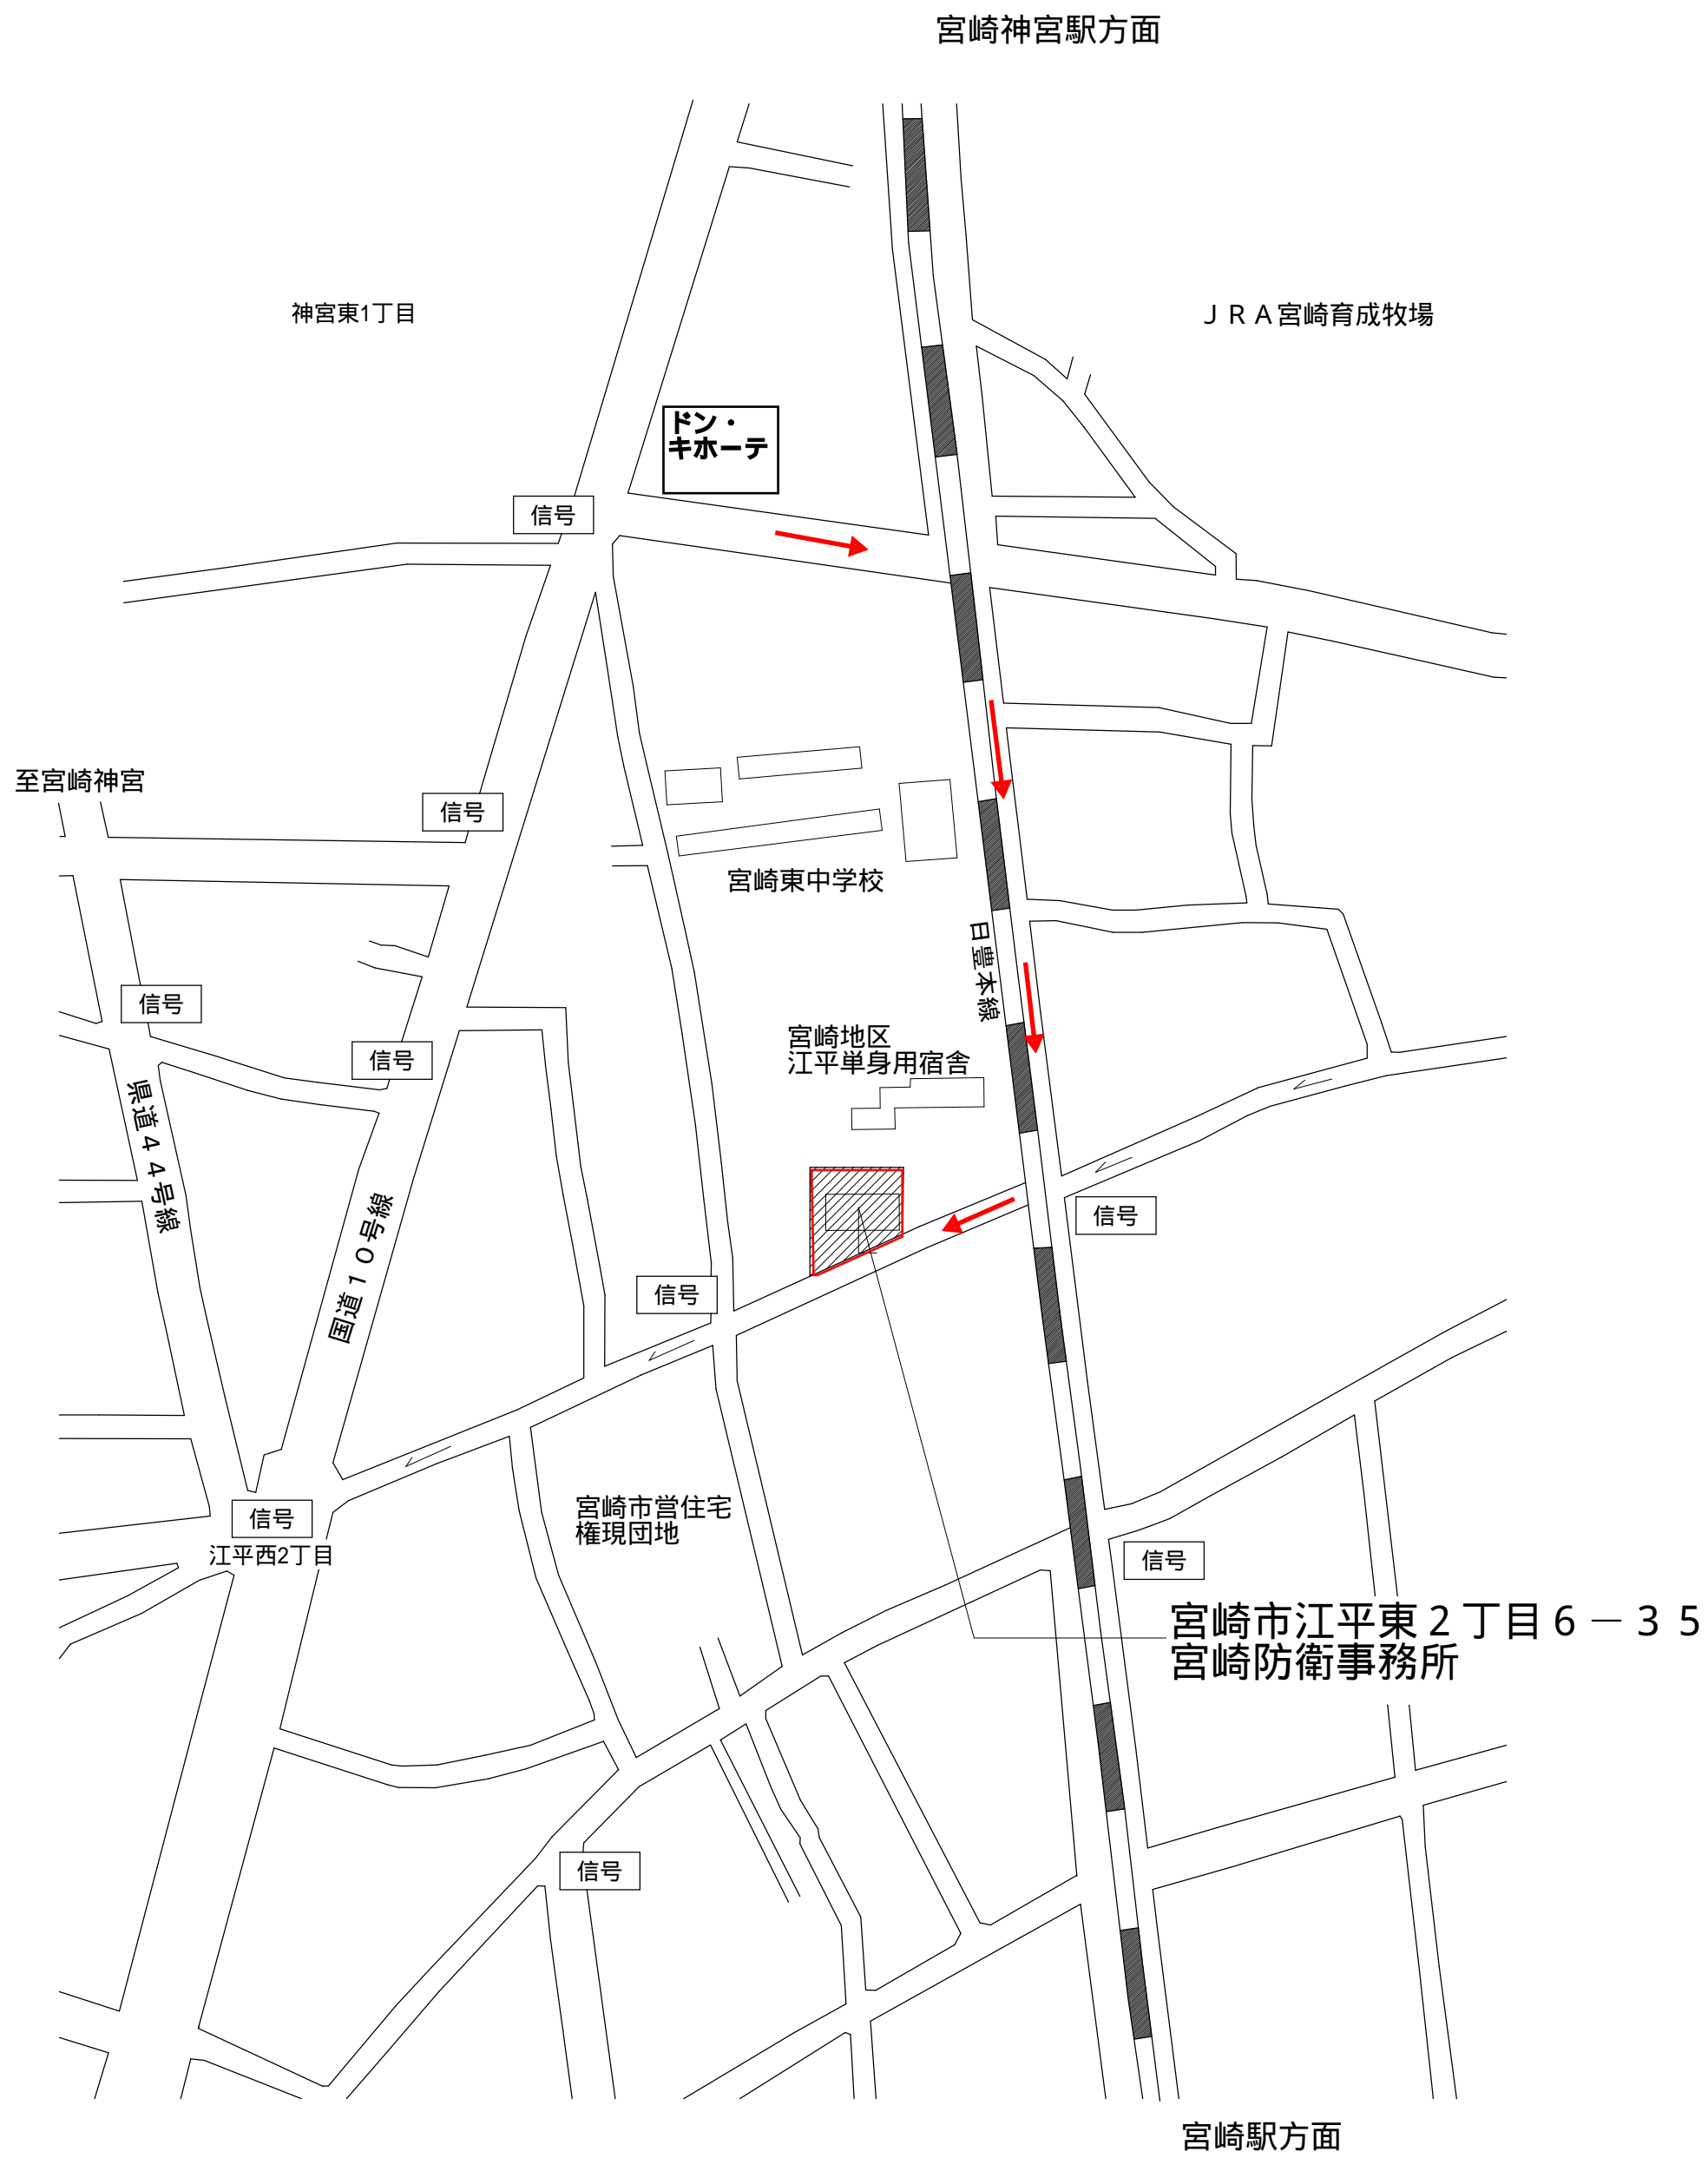 宮崎神宮駅方面
神宮東1丁目
ＪＲＡ宮崎育成牧場
ドン・
キホーテ
信号
至宮崎神宮
信号
宮崎東中学校
日豊本線
信号
宮崎地区
江平単身用宿舎
信号
県道４４号線
国道１０号線
信号
信号
宮崎市営住宅
権現団地
信号
江平西2丁目
信号
宮崎市江平東２丁目６－３５
宮崎防衛事務所
信号
宮崎駅方面